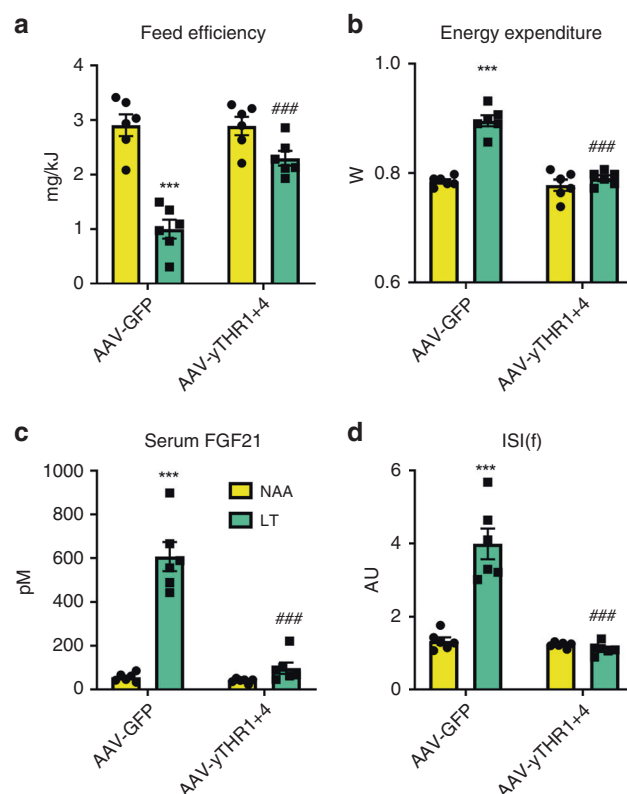 a
Feed efficiency
mg/kJ
4
3
2
1
0
***
###
AAV-GFP
AAV-yTHR1+4
b
Energy expenditure
W
1.0
0.8
0.6
***
###
AAV-GFP
AAV-yTHR1+4
c
Serum FGF21
pM
1000
800
600
400
200
0
***
###
NAA
LT
AAV-GFP
AAV-yTHR1+4
d
ISI(f)
AU
6
4
2
0
***
###
AAV-GFP
AAV-yTHR1+4